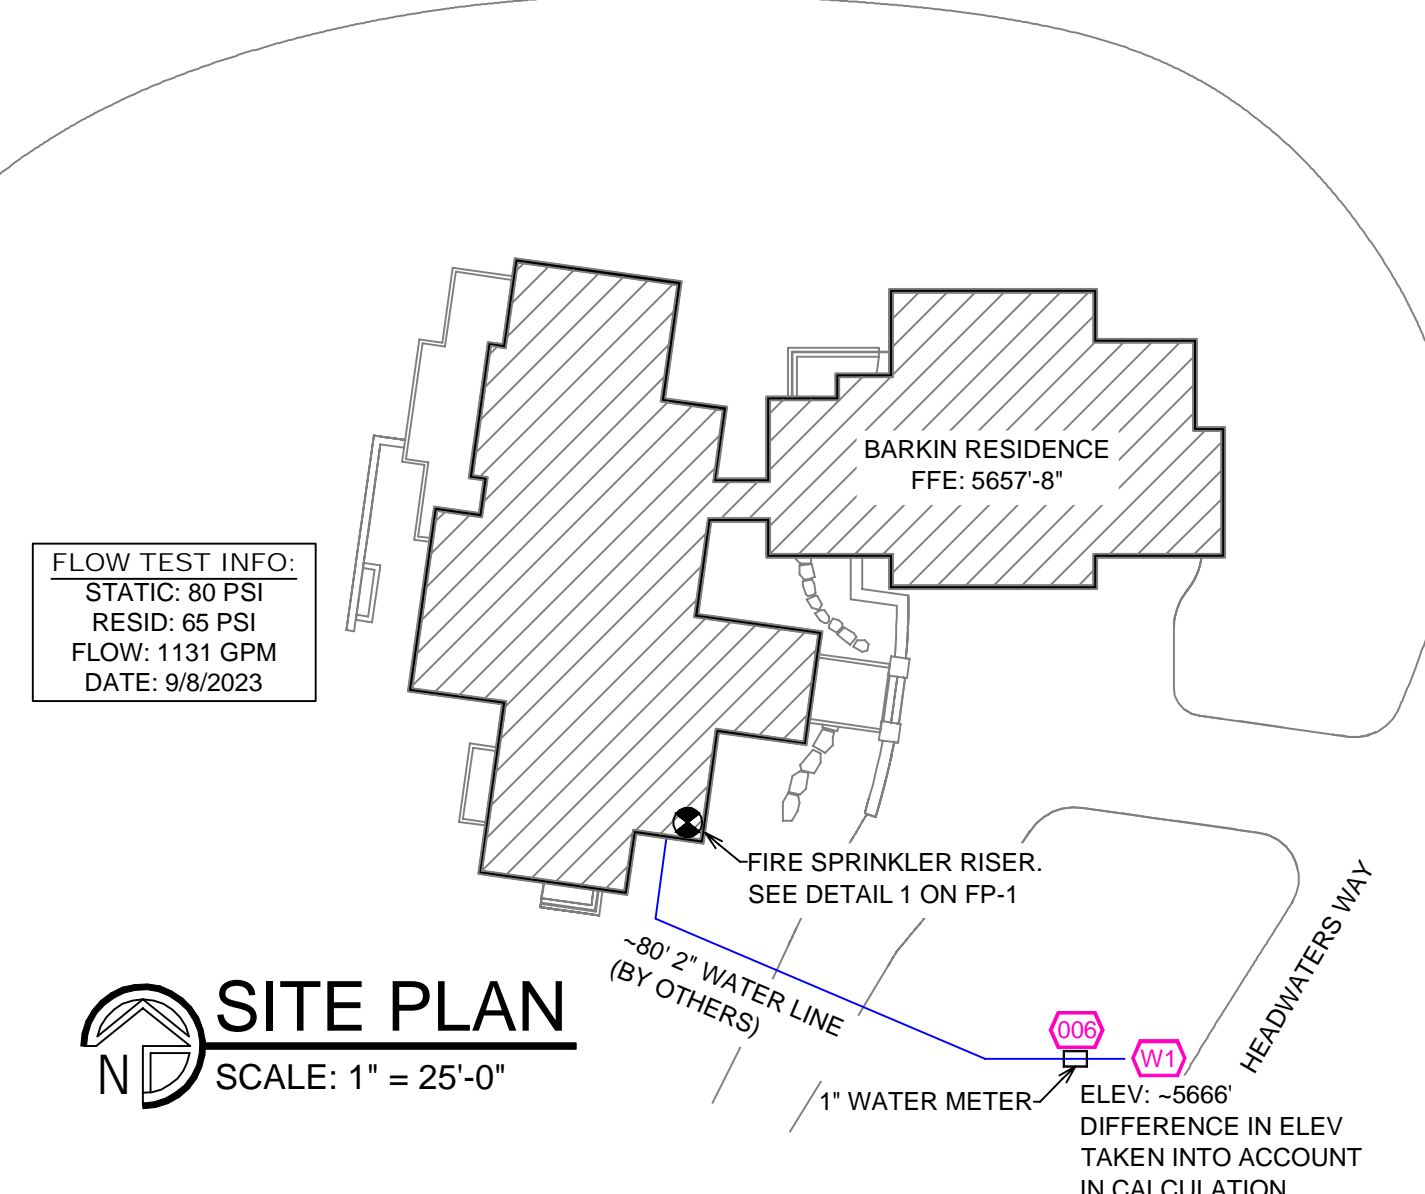 BARKIN RESIDENCE
FFE: 5657'-8"
FLOW TEST INFO:
STATIC: 80 PSI
RESID: 65 PSI
FLOW: 1131 GPM
DATE: 9/8/2023
FIRE SPRINKLER RISER.
SEE DETAIL 1 ON FP-1
~80' 2" WATER LINE
(BY OTHERS)
HEADWATERS WAY
SITE PLAN
SCALE: 1" = 25'-0"
N
006
W1
1" WATER METER
ELEV: ~5666'
DIFFERENCE IN ELEV
TAKEN INTO ACCOUNT
IN CALCULATION